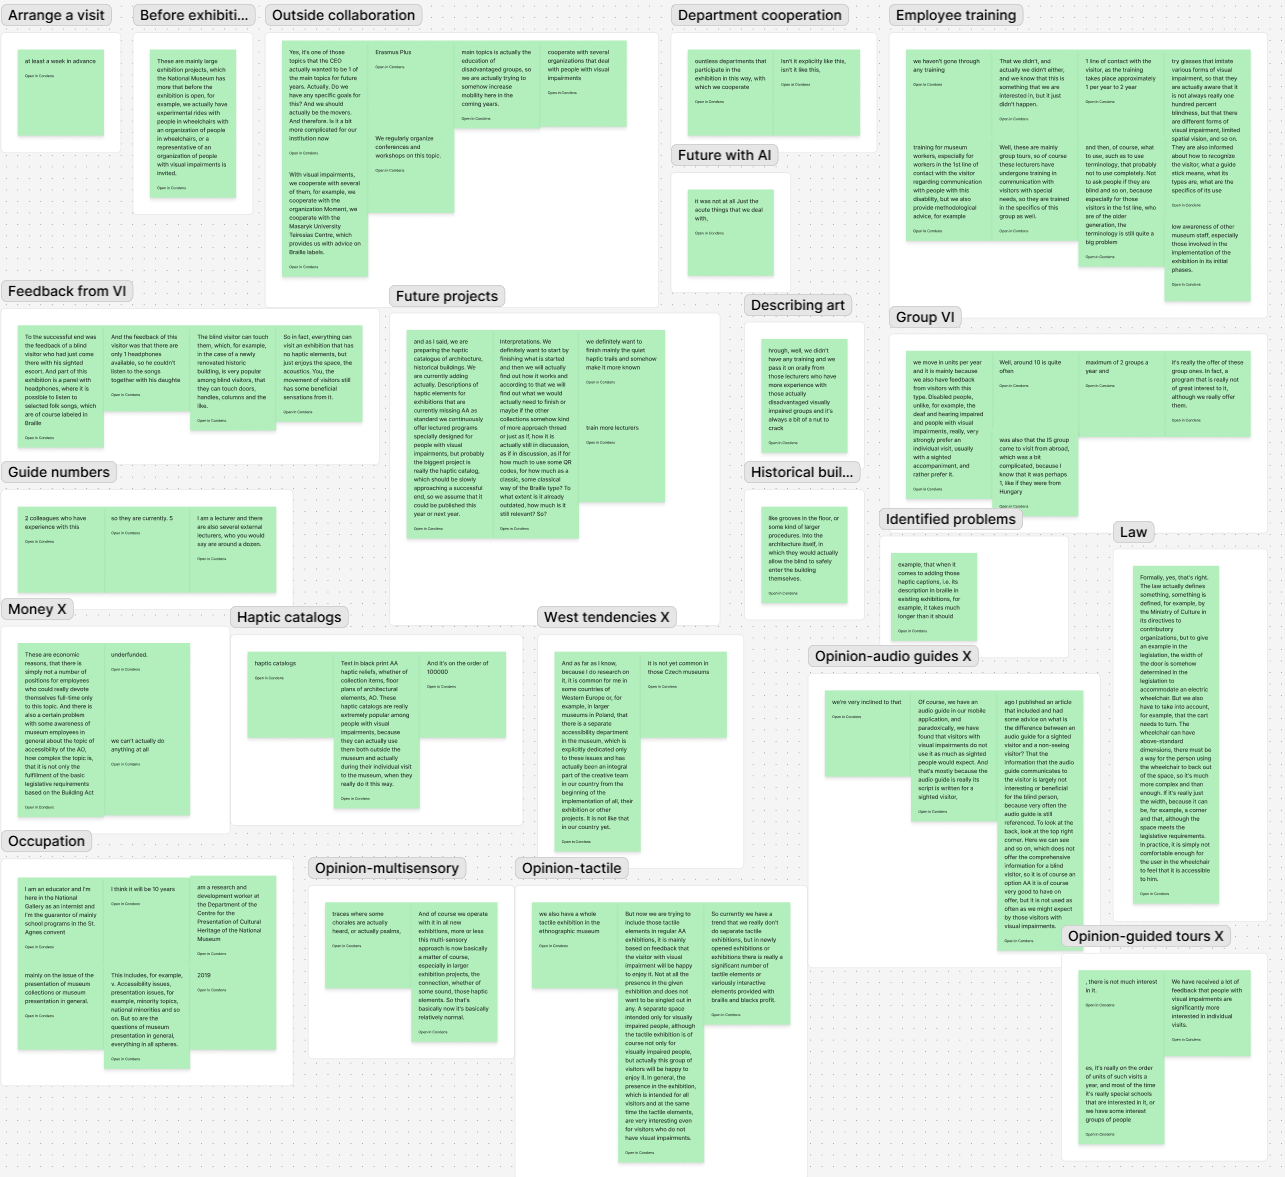 Arrange a visit
at least a week in advance
Open in Condens
Before exhibiti...
These are mainly large
exhibition projects, which
the National Museum has
more that before the
exhibition is open, for
example, we actually have
experimental rides with
people in wheelchairs with
an organization of people
in wheelchairs, or a
representative of an
organization of people
with visual impairments is
invited.
Open in Condens
Outside collaboration
Yes, it's one of those
topics that the CEO
actually wanted to be 1 of
the main topics for future
years. Actually. Do we
have any specific goals for
this? And we should
actually be the movers.
And therefore. Is it a bit
more complicated for our
institution now
Open in Condens
With visual impairments,
we cooperate with several
of them, for example, we
cooperate with the
organization Moment, we
cooperate with the
Masaryk University
Teiresias Centre, which
provides us with advice on
Braille labels.
Open in Condens
Erasmus Plus
Open in Condens
We regularly organize
conferences and
workshops on this topic.
Open in Condens
main topics is actually the
education of
disadvantaged groups, so
we are actually trying to
somehow increase
mobility here in the
coming years.
Open in Condens
cooperate with several
organizations that deal
with people with visual
impairments
Open in Condens
Department cooperation
ountless departments that
participate in the
exhibition in this way, with
which we cooperate
Open in Condens
Isn't it explicitly like this,
isn't it like this,
Open in Condens
Future with AI
it was not at all Just the
acute things that we deal
with,
Open in Condens
Employee training
we haven't gone through
any training
Open in Condens
That we didn't, and
actually we didn't either,
and we know that this is
something that we are
interested in, but it just
didn't happen.
Open in Condens
1 line of contact with the
visitor, as the training
takes place approximately
1 per year to 2 year
Open in Condens
try glasses that imitate
various forms of visual
impairment, so that they
are actually aware that it
is not always really one
hundred percent
blindness, but that there
are different forms of
visual impairment, limited
spatial vision, and so on.
They are also informed
about how to recognize
the visitor, what a guide
stick means, what its
types are, what are the
specifics of its use
Open in Condens
training for museum
workers, especially for
workers in the 1st line of
contact with the visitor
regarding communication
with people with this
disability, but we also
provide methodological
advice, for example
Open in Condens
Well, these are mainly
group tours, so of course
these lecturers have
undergone training in
communication with
visitors with special
needs, so they are trained
in the specifics of this
group as well.
Open in Condens
and then, of course, what
to use, such as to use
terminology, that probably
not to use completely. Not
to ask people if they are
blind and so on, because
especially for those
visitors in the 1st line, who
are of the older
generation, the
terminology is still quite a
big problem
Open in Condens
low awareness of other
museum staff, especially
those involved in the
implementation of the
exhibition in its initial
phases.
Open in Condens
Feedback from VI
To the successful end was
the feedback of a blind
visitor who had just come
there with his sighted
escort. And part of this
exhibition is a panel with
headphones, where it is
possible to listen to
selected folk songs, which
are of course labeled in
Braille
Open in Condens
And the feedback of this
visitor was that there are
only 1 headphones
available, so he couldn't
listen to the songs
together with his daughte
Open in Condens
The blind visitor can touch
them, which, for example,
in the case of a newly
renovated historic
building, is very popular
among blind visitors, that
they can touch doors,
handles, columns and the
like.
Open in Condens
So in fact, everything can
visit an exhibition that has
no haptic elements, but
just enjoys the space, the
acoustics. You, the
movement of visitors still
has some beneficial
sensations from it.
Open in Condens
Future projects
and as I said, we are
preparing the haptic
catalogue of architecture,
historical buildings. We
are currently adding
actually. Descriptions of
haptic elements for
exhibitions that are
currently missing AA as
standard we continuously
offer lectured programs
specially designed for
people with visual
impairments, but probably
the biggest project is
really the haptic catalog,
which should be slowly
approaching a successful
end, so we assume that it
could be published this
year or next year.
Open in Condens
Interpretations. We
definitely want to start by
finishing what is started
and then we will actually
find out how it works and
according to that we will
find out what we would
actually need to finish or
maybe if the other
collections somehow kind
of more approach thread
or just as if, how it is
actually still in discussion,
as if in discussion, as if for
how much to use some QR
codes, for how much as a
classic, some classical
way of the Braille type? To
what extent is it already
outdated, how much is it
still relevant? So?
Open in Condens
we definitely want to
finish mainly the quiet
haptic trails and somehow
make it more known
Open in Condens
train more lecturers
Open in Condens
Describing art
hrough, well, we didn't
have any training and we
pass it on orally from
those lecturers who have
more experience with
those actually
disadvantaged visually
impaired groups and it's
always a bit of a nut to
crack
Open in Condens
Group VI
we move in units per year
and it is mainly because
we also have feedback
from visitors with this
type. Disabled people,
unlike, for example, the
deaf and hearing impaired
and people with visual
impairments, really, very
strongly prefer an
individual visit, usually
with a sighted
accompaniment, and
rather prefer it.
Open in Condens
Well, around 10 is quite
often
Open in Condens
was also that the IS group
came to visit from abroad,
which was a bit
complicated, because I
know that it was perhaps
1, like if they were from
Hungary
Open in Condens
maximum of 2 groups a
year and
Open in Condens
it's really the offer of these
group ones. In fact, a
program that is really not
of great interest to it,
although we really offer
them.
Open in Condens
Guide numbers
2 colleagues who have
experience with this
Open in Condens
so they are currently. 5
Open in Condens
I am a lecturer and there
are also several external
lecturers, who you would
say are around a dozen.
Open in Condens
Historical buil...
like grooves in the floor, or
some kind of larger
procedures. Into the
architecture itself, in
which they would actually
allow the blind to safely
enter the building
themselves.
Open in Condens
Identified problems
example, that when it
comes to adding those
haptic captions, i.e. Its
description in braille in
existing exhibitions, for
example, it takes much
longer than it should
Open in Condens
Law
Formally, yes, that's right.
The law actually defines
something, something is
defined, for example, by
the Ministry of Culture in
its directives to
contributory
organizations, but to give
an example in the
legislation, the width of
the door is somehow
determined in the
legislation to
accommodate an electric
wheelchair. But we also
have to take into account,
for example, that the cart
needs to turn. The
wheelchair can have
above-standard
dimensions, there must be
a way for the person using
the wheelchair to back out
of the space, so it's much
more complex and than
enough. If it's really just
the width, because it can
be, for example, a corner
and that, although the
space meets the
legislative requirements.
In practice, it is simply not
comfortable enough for
the user in the wheelchair
to feel that it is accessible
to him.
Open in Condens
Money X
These are economic
reasons, that there is
simply not a number of
positions for employees
who could really devote
themselves full-time only
to this topic. And there is
also a certain problem
with some awareness of
museum employees in
general about the topic of
accessibility of the AO,
how complex the topic is,
that it is not only the
fulfillment of the basic
legislative requirements
based on the Building Act
Open in Condens
underfunded.
Open in Condens
we can't actually do
anything at all
Open in Condens
Haptic catalogs
haptic catalogs
Open in Condens
Text in black print AA
haptic reliefs, whether of
collection items, floor
plans of architectural
elements, AO. These
haptic catalogs are really
extremely popular among
people with visual
impairments, because
they can actually use
them both outside the
museum and actually
during their individual visit
to the museum, when they
really do it this way.
Open in Condens
And it's on the order of
100000
Open in Condens
West tendencies X
And as far as I know,
because I do research on
it, it is common for me in
some countries of
Western Europe or, for
example, in larger
museums in Poland, that
there is a separate
accessibility department
in the museum, which is
explicitly dedicated only
to these issues and has
actually been an integral
part of the creative team
in our country from the
beginning of the
implementation of all, their
exhibition or other
projects. It is not like that
in our country yet.
Open in Condens
It is not yet common in
those Czech museums
Open in Condens
Opinion-audio guides X
we're very inclined to that
Open in Condens
Of course, we have an
audio guide in our mobile
application, and
paradoxically, we have
found that visitors with
visual impairments do not
use it as much as sighted
people would expect. And
that's mostly because the
audio guide is really its
script is written for a
sighted visitor,
Open in Condens
ago I published an article
that included and had
some advice on what is
the difference between an
audio guide for a sighted
visitor and a non-seeing
visitor? That the
information that the audio
guide communicates to
the visitor is largely not
interesting or beneficial
for the blind person,
because very often the
audio guide is still
referenced. To look at the
back, look at the top right
corner. Here we can see
and so on, which does not
offer the comprehensive
information for a blind
visitor, so it is of course an
option AA it is of course
very good to have on
offer, but it is not used as
often as we might expect
by those visitors with
visual impairments.
Open in Condens
Occupation
I am an educator and I'm
here in the National
Gallery as an internist and
I'm the guarantor of mainly
school programs in the St.
Agnes convent
Open in Condens
I think it will be 10 years
Open in Condens
am a research and
development worker at
the Department of the
Centre for the
Presentation of Cultural
Heritage of the National
Museum
Open in Condens
mainly on the issue of the
presentation of museum
collections or museum
presentation in general.
Open in Condens
This includes, for example,
v. Accessibility issues,
presentation issues, for
example, minority topics,
national minorities and so
on. But so are the
questions of museum
presentation in general,
everything in all spheres.
Open in Condens
2019
Open in Condens
Opinion-multisensory
traces where some
chorales are actually
heard, or actually psalms,
Open in Condens
And of course we operate
with it in all new
exhibitions, more or less
this multi-sensory
approach is now basically
a matter of course,
especially in larger
exhibition projects, the
connection, whether of
some sound, those haptic
elements. So that's
basically now it's basically
relatively normal.
Open in Condens
Opinion-tactile
we also have a whole
tactile exhibition in the
ethnographic museum
Open in Condens
But now we are trying to
include those tactile
elements in regular AA
exhibitions, it is mainly
based on feedback that
the visitor with visual
impairment will be happy
to enjoy it. Not at all the
presence in the given
exhibition and does not
want to be singled out in
any. A separate space
intended only for visually
impaired people, although
the tactile exhibition is of
course not only for
visually impaired people,
but actually this group of
visitors will be happy to
enjoy it. In general, the
presence in the exhibition,
which is intended for all
visitors and at the same
time the tactile elements,
are very interesting even
for visitors who do not
have visual impairments.
Open in Condens
So currently we have a
trend that we really don't
do separate tactile
exhibitions, but in newly
opened exhibitions or
exhibitions there is really a
significant number of
tactile elements or
variously interactive
elements provided with
braille and blacks profit.
Open in Condens
Opinion-guided tours X
, there is not much interest
in it.
Open in Condens
We have received a lot of
feedback that people with
visual impairments are
significantly more
interested in individual
visits.
Open in Condens
es, it's really on the order
of units of such visits a
year, and most of the time
it's really special schools
that are interested in it, or
we have some interest
groups of people
Open in Condens